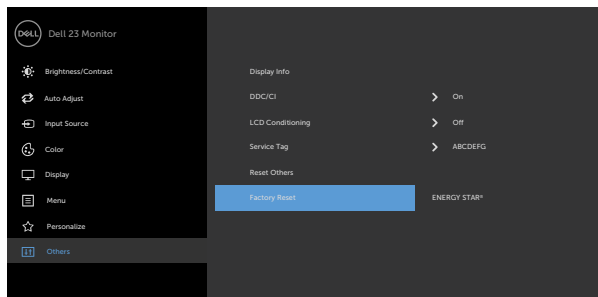 DELL Dell 23 Monitor
Brightness/Contrast
Auto Adjust
Input Source
Color
Display
Menu
Personalize
Others
Display Info
DDC/CI On
LCD Conditioning Off
Service Tag ABCDEFG
Reset Others
Factory Reset ENERGY STAR®